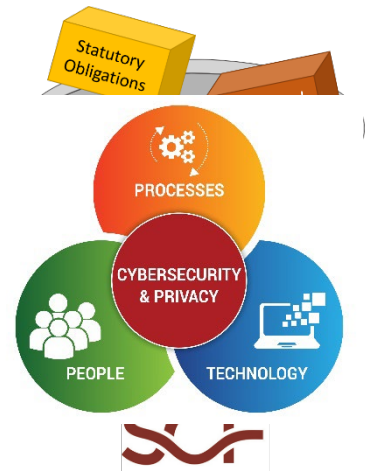 Statutory
Obligations
PROCESSES
CYBERSECURITY
& PRIVACY
PEOPLE
TECHNOLOGY